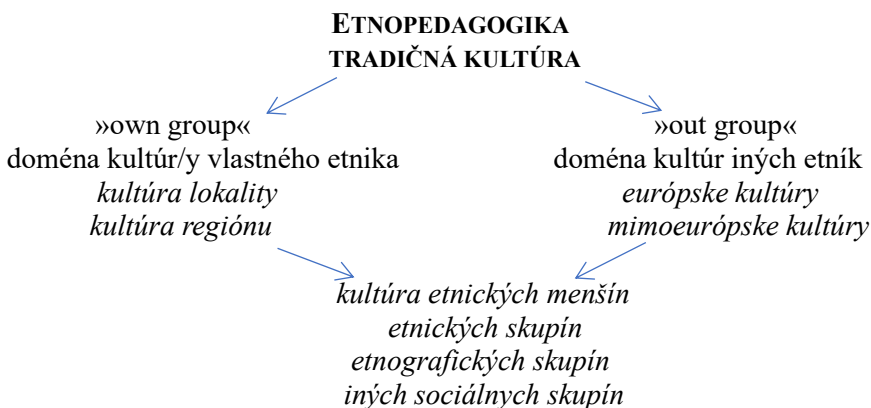 ETNOPEDAGOGIKA
TRADIČNÁ KULTÚRA
»own group«
doména kultúr/y vlastného etnika
kultúra lokality
kultúra regiónu
»out group«
doména kultúr iných etník
európske kultúry
mimoeurópske kultúry
kultúra etnických menšín
etnických skupín
etnografických skupín
iných sociálnych skupín